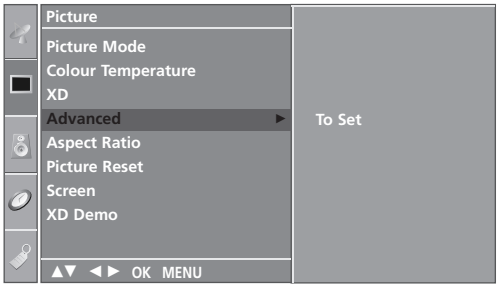 Picture
Picture Mode
Colour Temperature
XD
Advanced ▶ To Set
Aspect Ratio
Picture Reset
Screen
XD Demo
▲▼ ◄► OK MENU